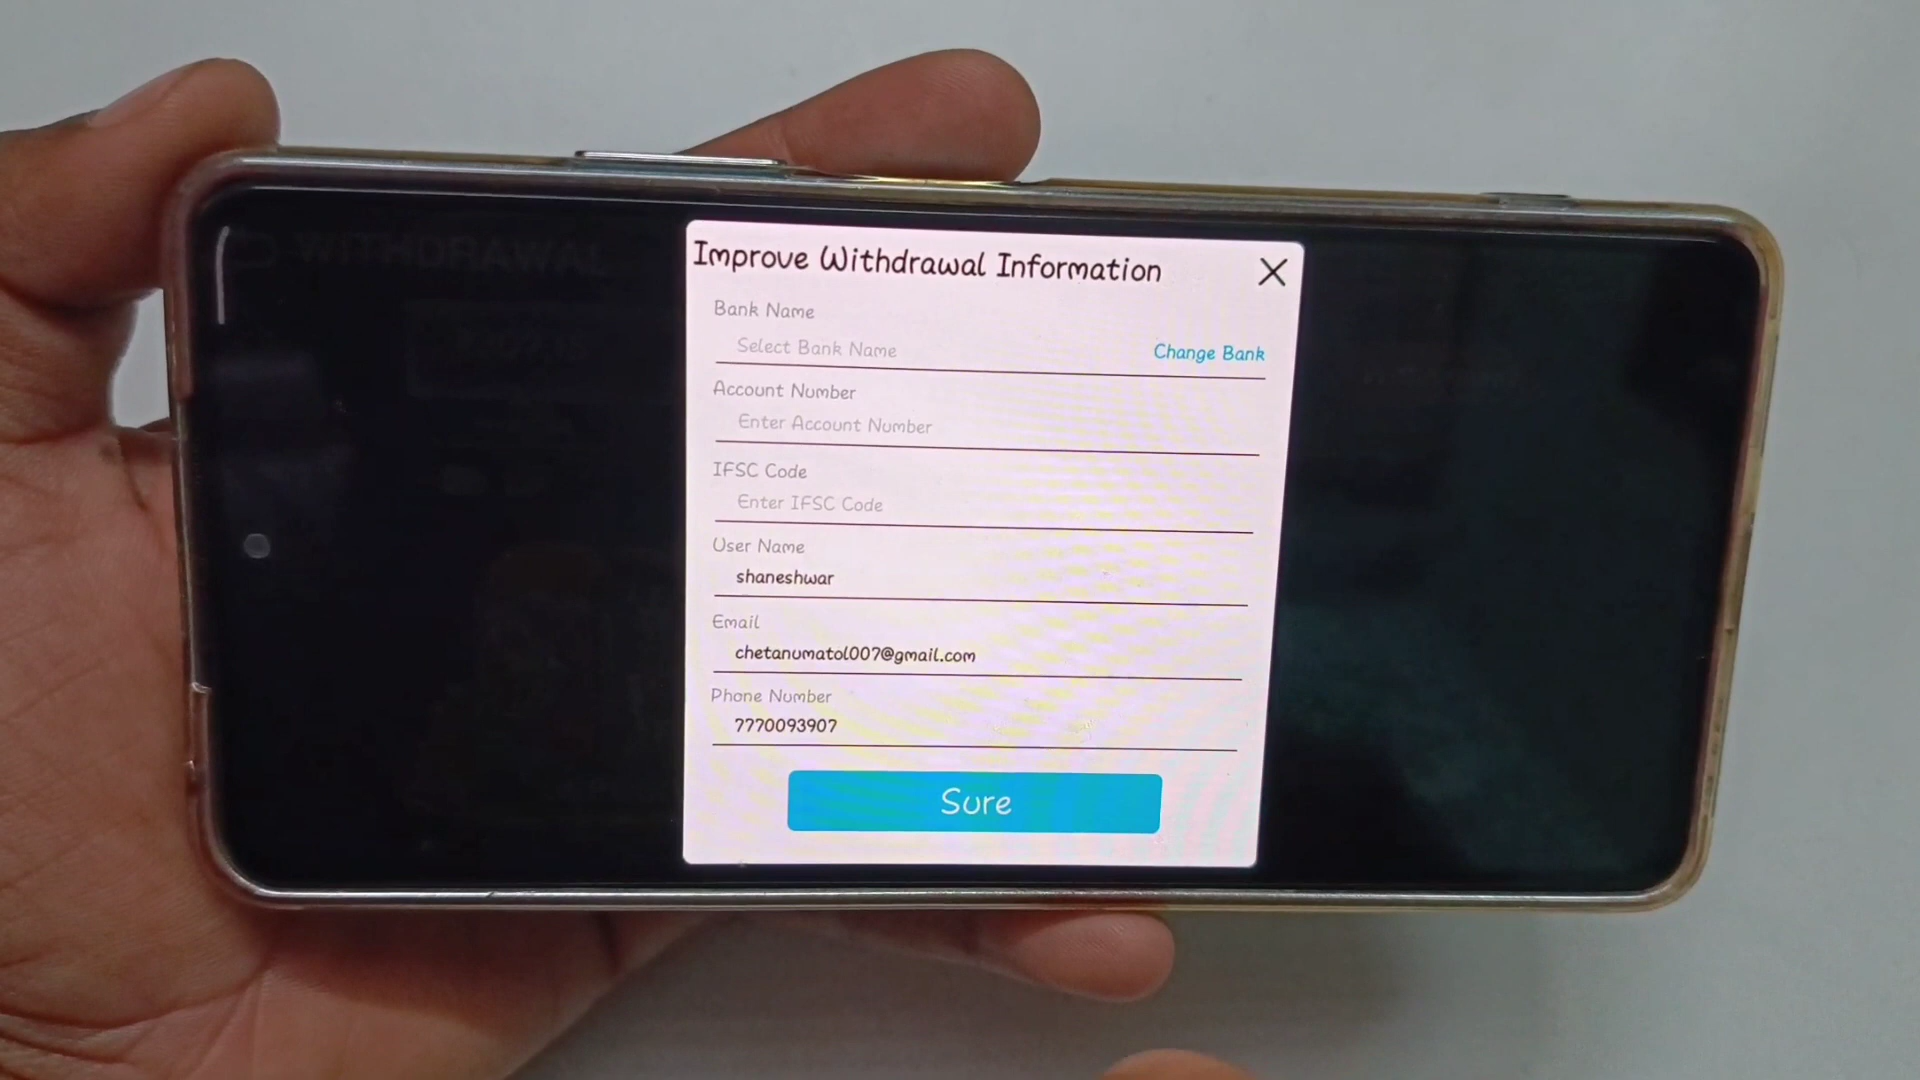 WITHDRAWAL
Improve Withdrawal Information
Bank Name
Select Bank Name
Change Bank
Account Number
Enter Account Number
IFSC Code
Enter IFSC Code
User Name
shaneshwar
Email
chetanumatol007@gmail.com
Phone Number
7770093907
Sure